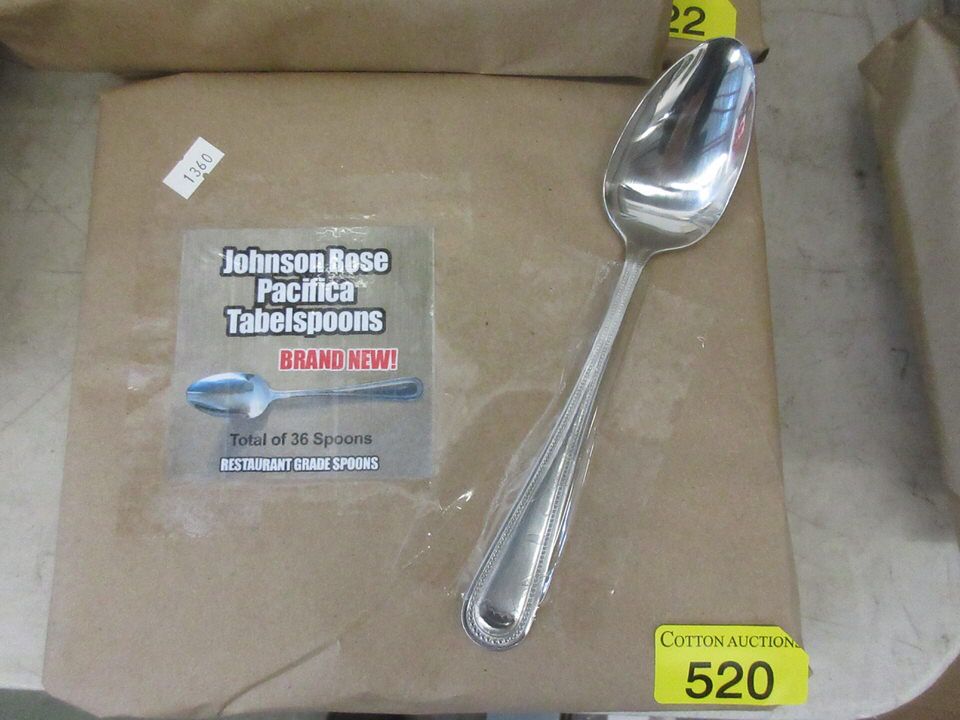 22
1360
Johnson Rose
Pacifica
Tabelspoons
BRAND NEW!
Total of 36 Spoons
RESTAURANT GRADE SPOONS
COTTON AUCTIONS
520